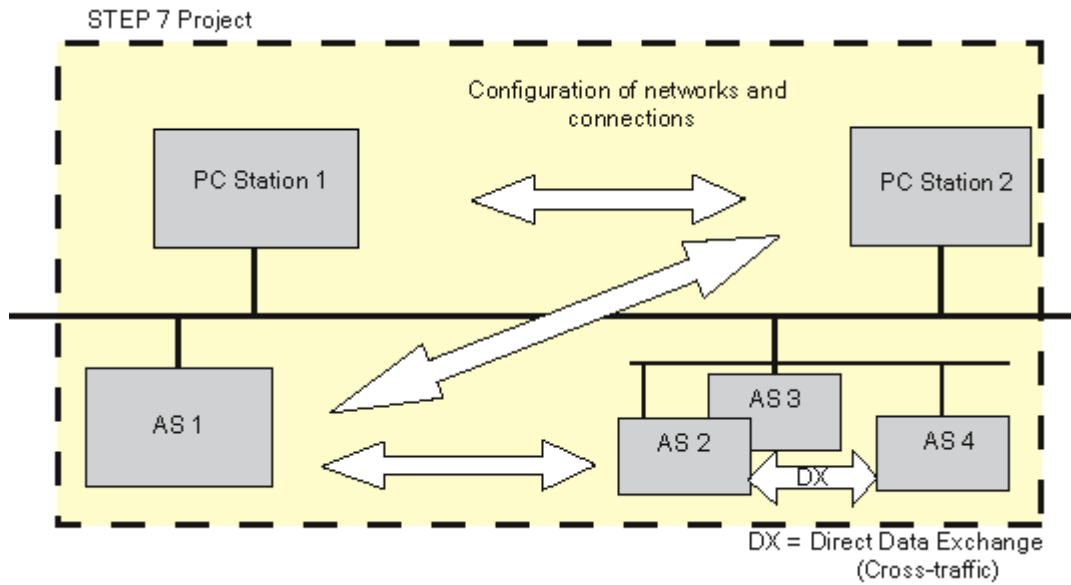 STEP 7 Project
Configuration of networks and
connections
PC Station 1
PC Station 2
AS 1
AS 3
AS 2
AS 4
DX
DX = Direct Data Exchange
(Cross-traffic)